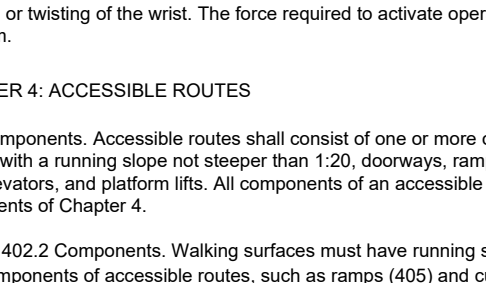 or twisting of the wrist. The force required to activate oper
ER 4: ACCESSIBLE ROUTES
mponents. Accessible routes shall consist of one or more
with a running slope not steeper than 1:20, doorways, ram
evators, and platform lifts. All components of an accessible
ents of Chapter 4.
402.2 Components. Walking surfaces must have running s
mponents of accessible routes, such as ramps (405) and cu